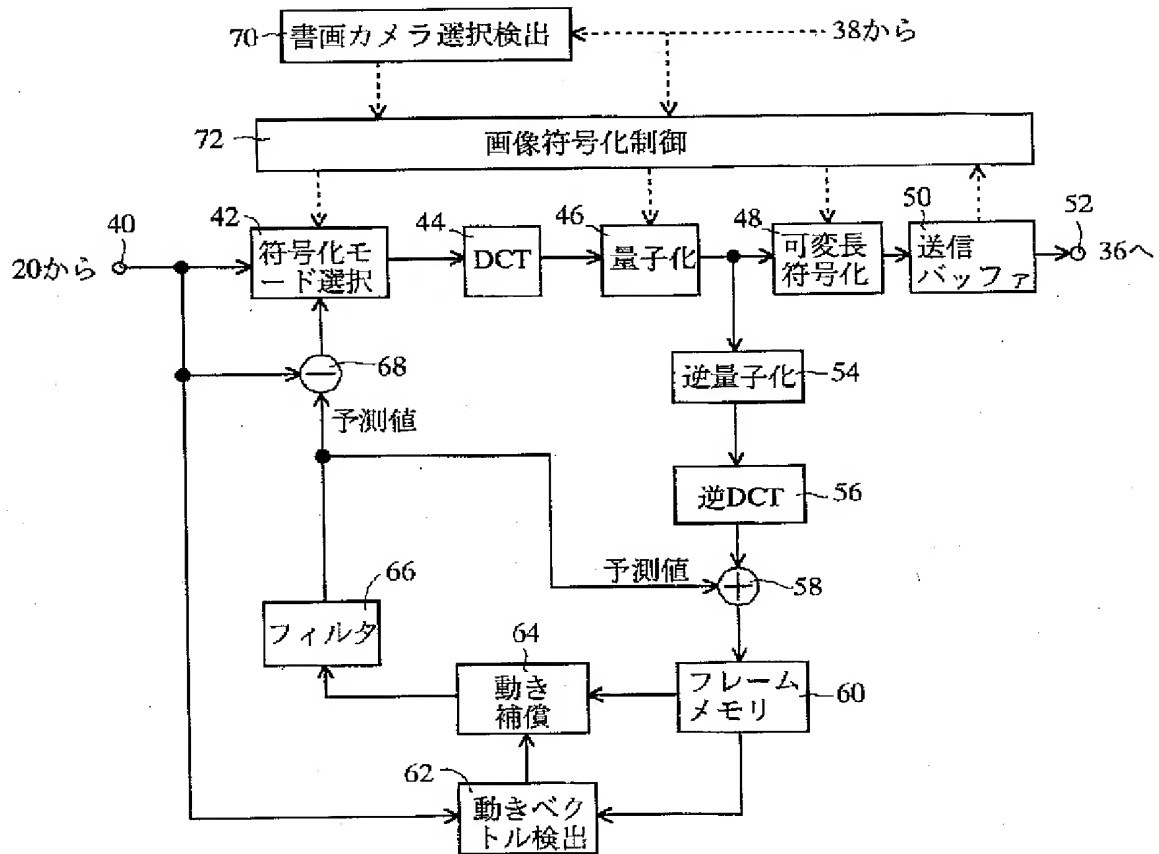 70
書画カメラ選択検出
38から
72
画像符号化制御
40
20から
42
符号化モ
ード選択
44
DCT
46
量子化
48
可変長
符号化
50
送信
バッファ
52
36へ
68
予測値
逆量子化
54
逆DCT
56
予測値
58
66
フィルタ
64
動き
補償
フレーム
メモリ
60
62
動きベク
トル検出